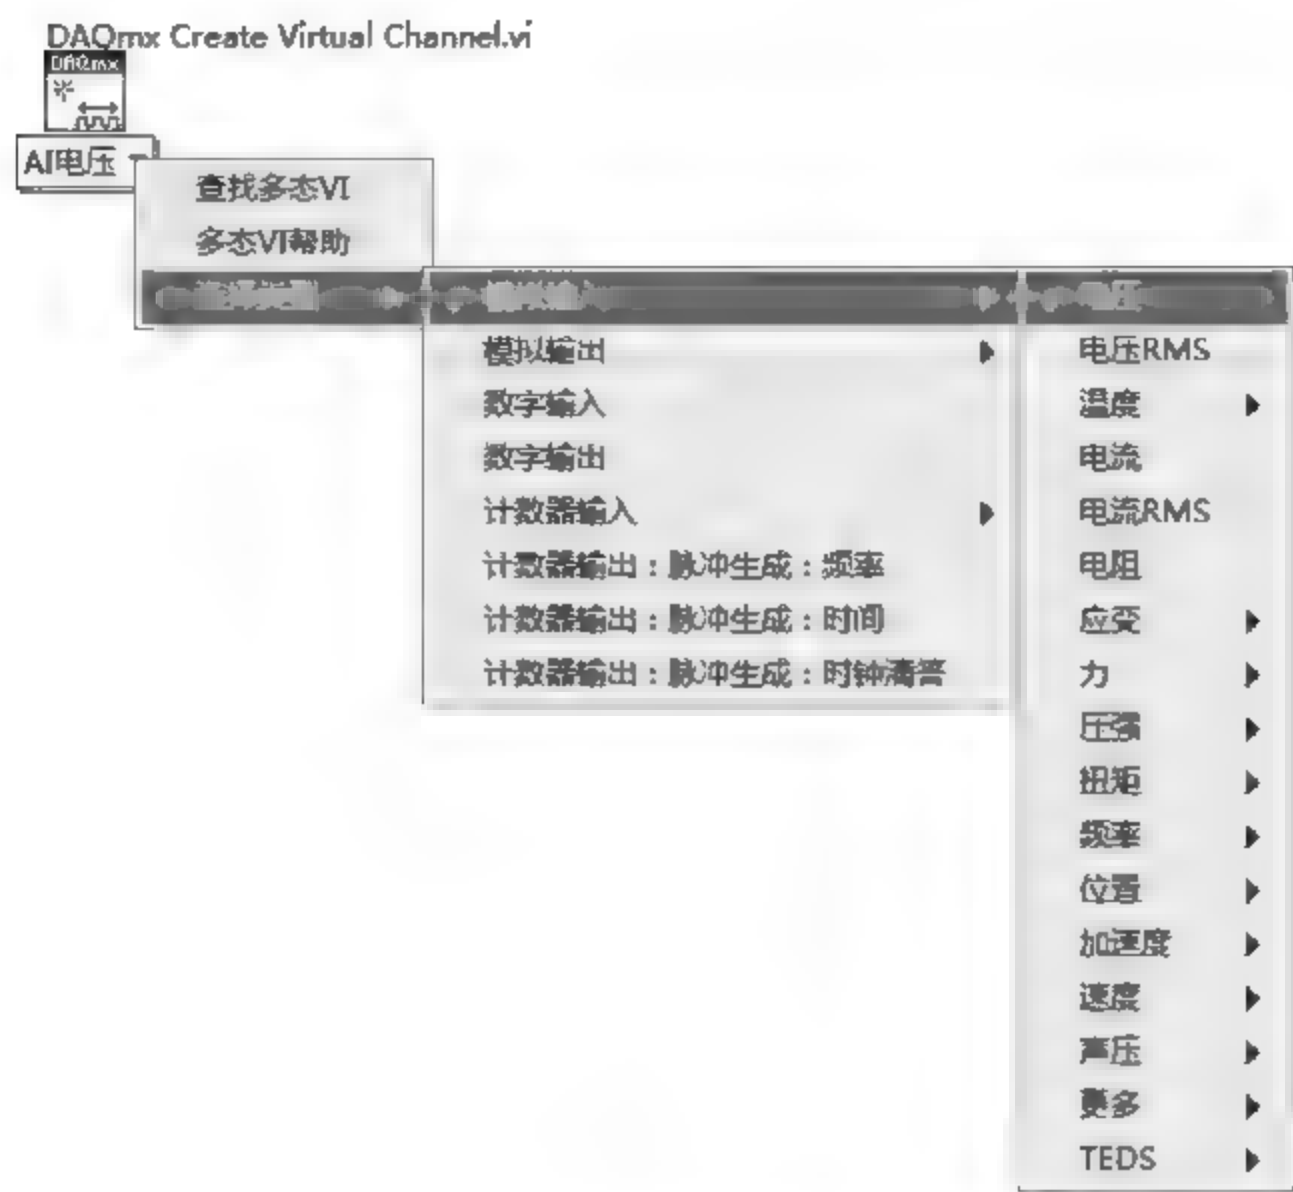 DAQmx Create Virtual Channel.vi
DAQmx
AI电压
查找多态VI
多态VI帮助
电压
模拟输出
电压RMS
数字输入
温度
数字输出
电流
计数器输入
电流RMS
计数器输出：脉冲生成：频率
电阻
计数器输出：脉冲生成：时间
应变
计数器输出：脉冲生成：时钟滴答
力
压强
扭矩
频率
位置
加速度
速度
声压
更多
TEDS